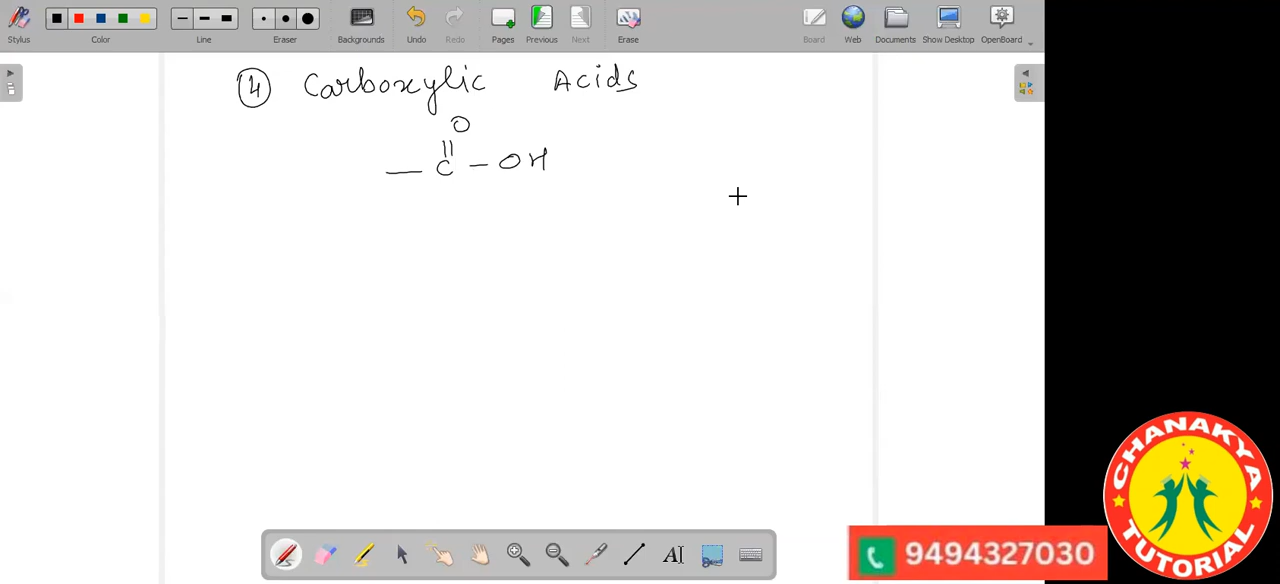 Stylus Color Line Eraser Backgrounds Undo Redo Pages Previous Next Erase Board Web Documents Show Desktop OpenBoard
4 Carboxylic Acids
O
||
— C — OH
CHANAKYA
TUTORIAL
9494327030